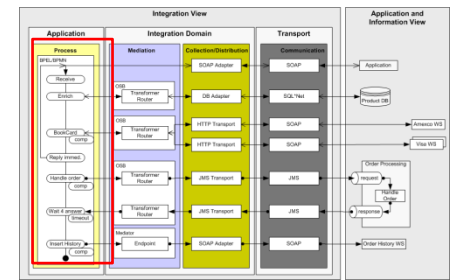 Integration View
Application and
Information View
Application
Integration Domain
Transport
Process
Mediation
Collection/Distribution
Communication
BPEL/BPMN
SOAP Adapter
SOAP
Application
Receive
OSB
Enrich
Transformer
Router
DB Adapter
SQL*Net
Product DB
OSB
HTTP Transport
SOAP
Amexco WS
BookCard
comp
Transformer
Router
HTTP Transport
SOAP
Visa WS
Reply immed.
OSB
Order Processing
Handle order
comp
Transformer
Router
JMS Transport
JMS
request
Handle
Order
Wait 4 answer
timeout
Transformer
Router
JMS Transport
JMS
response
Mediator
Insert History
comp
Endpoint
SOAP Adapter
SOAP
Order History WS